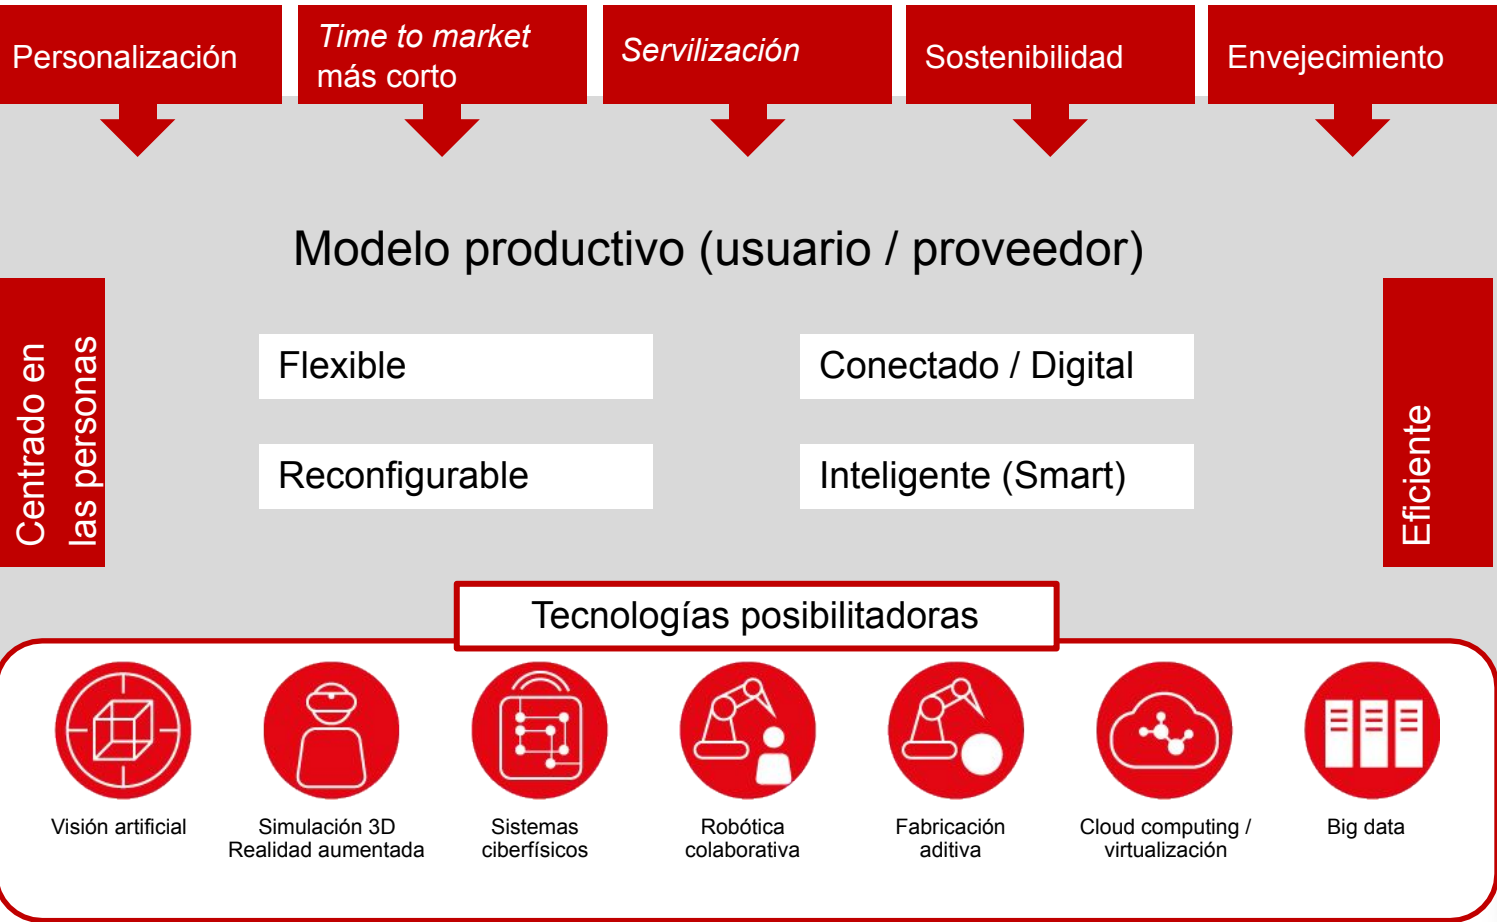 Personalización
Time to market
más corto
Servilización
Sostenibilidad
Envejecimiento
Modelo productivo (usuario / proveedor)
Centrado en
las personas
Flexible
Conectado / Digital
Reconfigurable
Inteligente (Smart)
Eficiente
Tecnologías posibilitadoras
Visión artificial
Simulación 3D
Realidad aumentada
Sistemas
ciberfísicos
Robótica
colaborativa
Fabricación
aditiva
Cloud computing /
virtualización
Big data